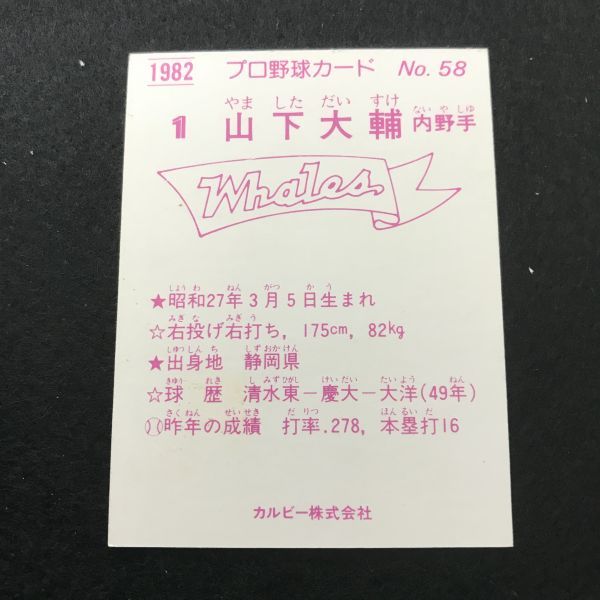 1982 プロ野球カード No. 58
やま した だい すけ ない や しゅ
1 山下大輔 内野手
Whales
しょう わ ねん がつ か う
★昭和27年3月5日生まれ
みぎ な みぎ う
☆右投げ右打ち, 175cm, 82kg
しゅっしん ち しずおかけん
★出身地 静岡県
きゅう れき し みずひがし けいだい たいよう ねん
☆球 歴 清水東－慶大－大洋(49年)
さくねん せいせき だ りつ ほんるい だ
昨年の成績 打率.278, 本塁打16
カルビー株式会社